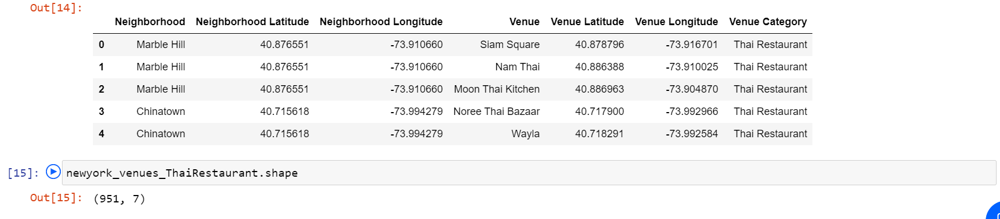 Out[14]:
Neighborhood Neighborhood Latitude Neighborhood Longitude Venue Venue Latitude Venue Longitude Venue Category
0 Marble Hill 40.876551 -73.910660 Siam Square 40.878796 -73.916701 Thai Restaurant
1 Marble Hill 40.876551 -73.910660 Nam Thai 40.886388 -73.910025 Thai Restaurant
2 Marble Hill 40.876551 -73.910660 Moon Thai Kitchen 40.886963 -73.904870 Thai Restaurant
3 Chinatown 40.715618 -73.994279 Noree Thai Bazaar 40.717900 -73.992966 Thai Restaurant
4 Chinatown 40.715618 -73.994279 Wayla 40.718291 -73.992584 Thai Restaurant
[15]: newyork_venues_ThaiRestaurant.shape
Out[15]: (951, 7)